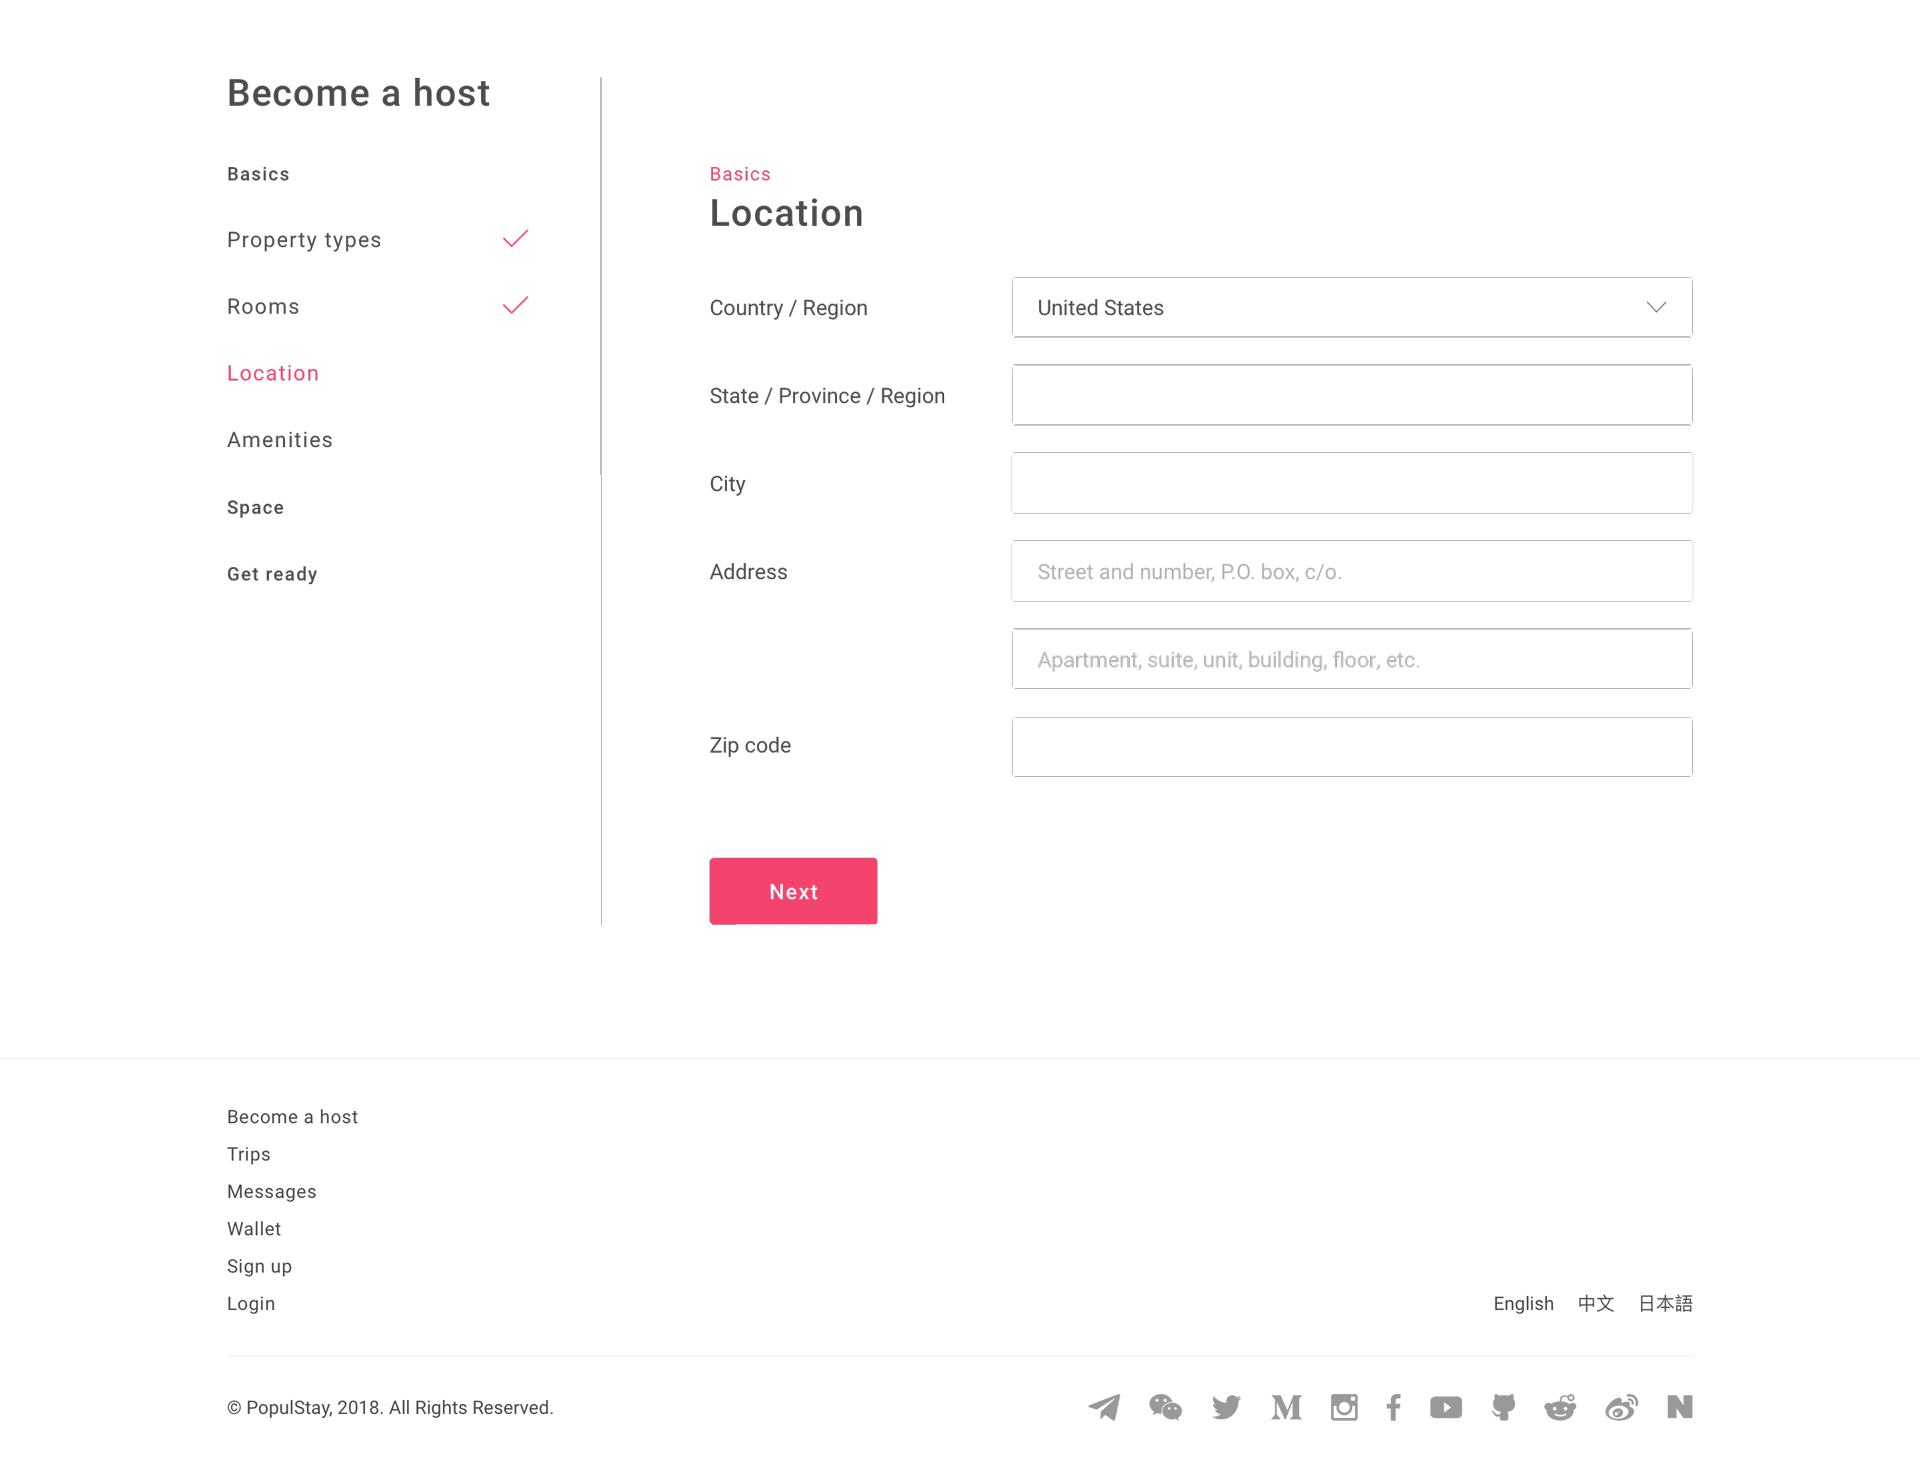 Become a host
Basics
Property types
Rooms
Location
Amenities
Space
Get ready
Basics
Location
Country / Region
United States
State / Province / Region
City
Address
Street and number, P.O. box, c/o.
Apartment, suite, unit, building, floor, etc.
Zip code
Next
Become a host
Trips
Messages
Wallet
Sign up
Login
English 中文 日本語
© PopulStay, 2018. All Rights Reserved.